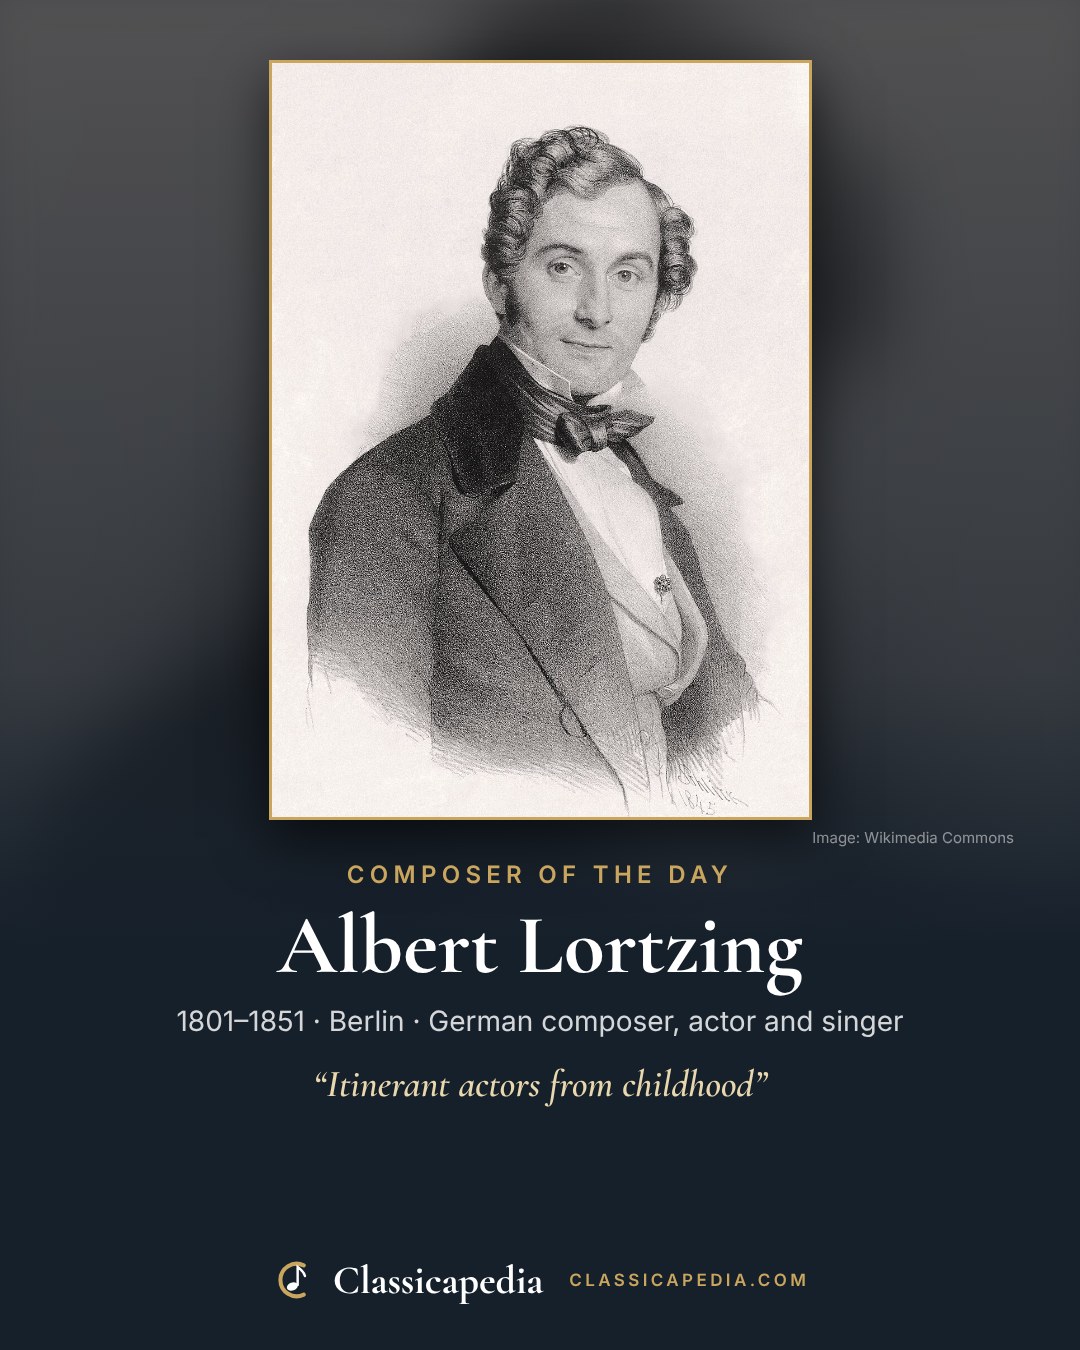 1845
Image: Wikimedia Commons
COMPOSER OF THE DAY
Albert Lortzing
1801–1851 · Berlin · German composer, actor and singer
“Itinerant actors from childhood”
Classicapedia CLASSICAPEDIA.COM